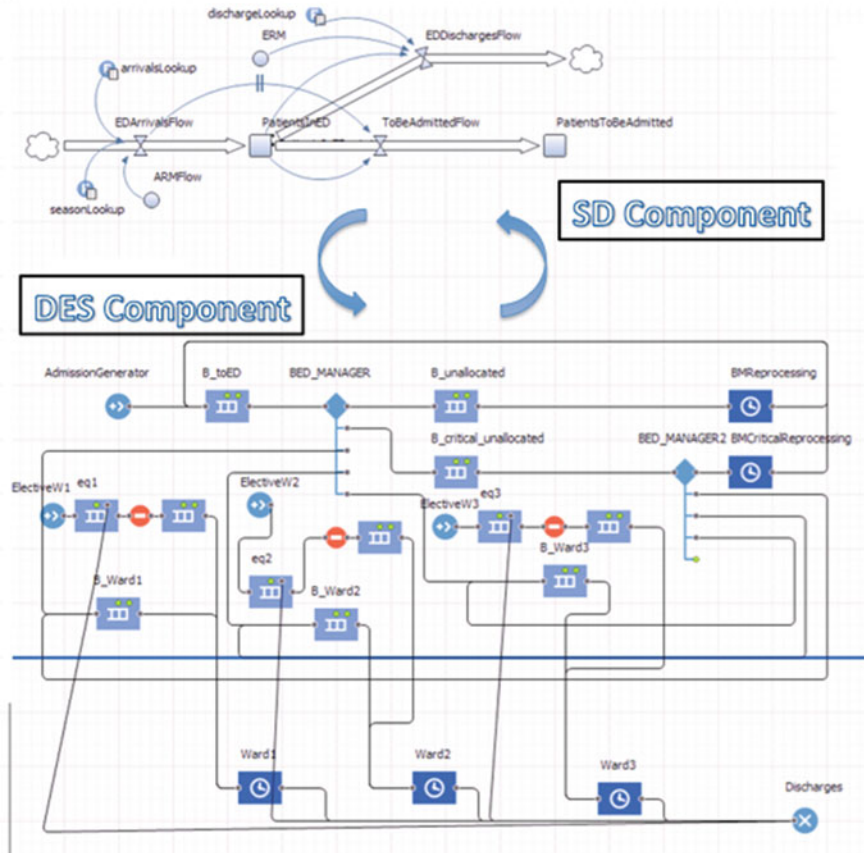 dischargeLookup
ERM
EDDischargesFlow
arrivalsLookup
EDArrivalsFlow
PatientsInED
ToBeAdmittedFlow
PatientsToBeAdmitted
ARMFlow
seasonLookup
SD Component
DES Component
AdmissionGenerator
B_toED
BED_MANAGER
B_unallocated
BMReprocessing
B_critical_unallocated
BED_MANAGER2
BMCriticalReprocessing
ElectiveW1
eq1
ElectiveW2
ElectiveW3
eq3
eq2
B_Ward1
B_Ward2
B_Ward3
Ward1
Ward2
Ward3
Discharges